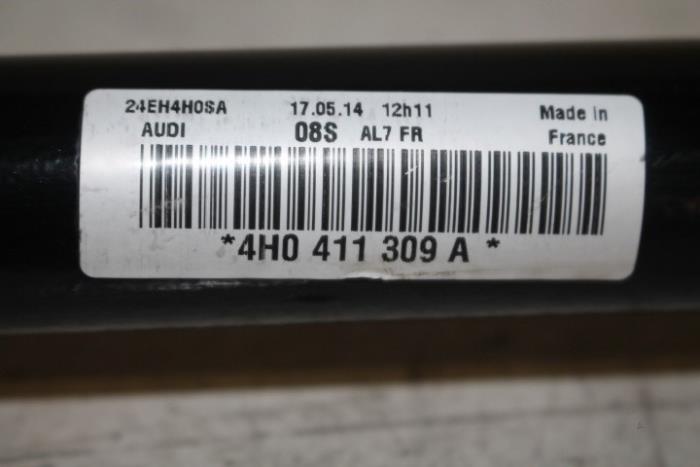 24EH4H0SA 17.05.14 12h11 Made in
AUDI 08S AL7 FR France
*4H0 411 309 A *